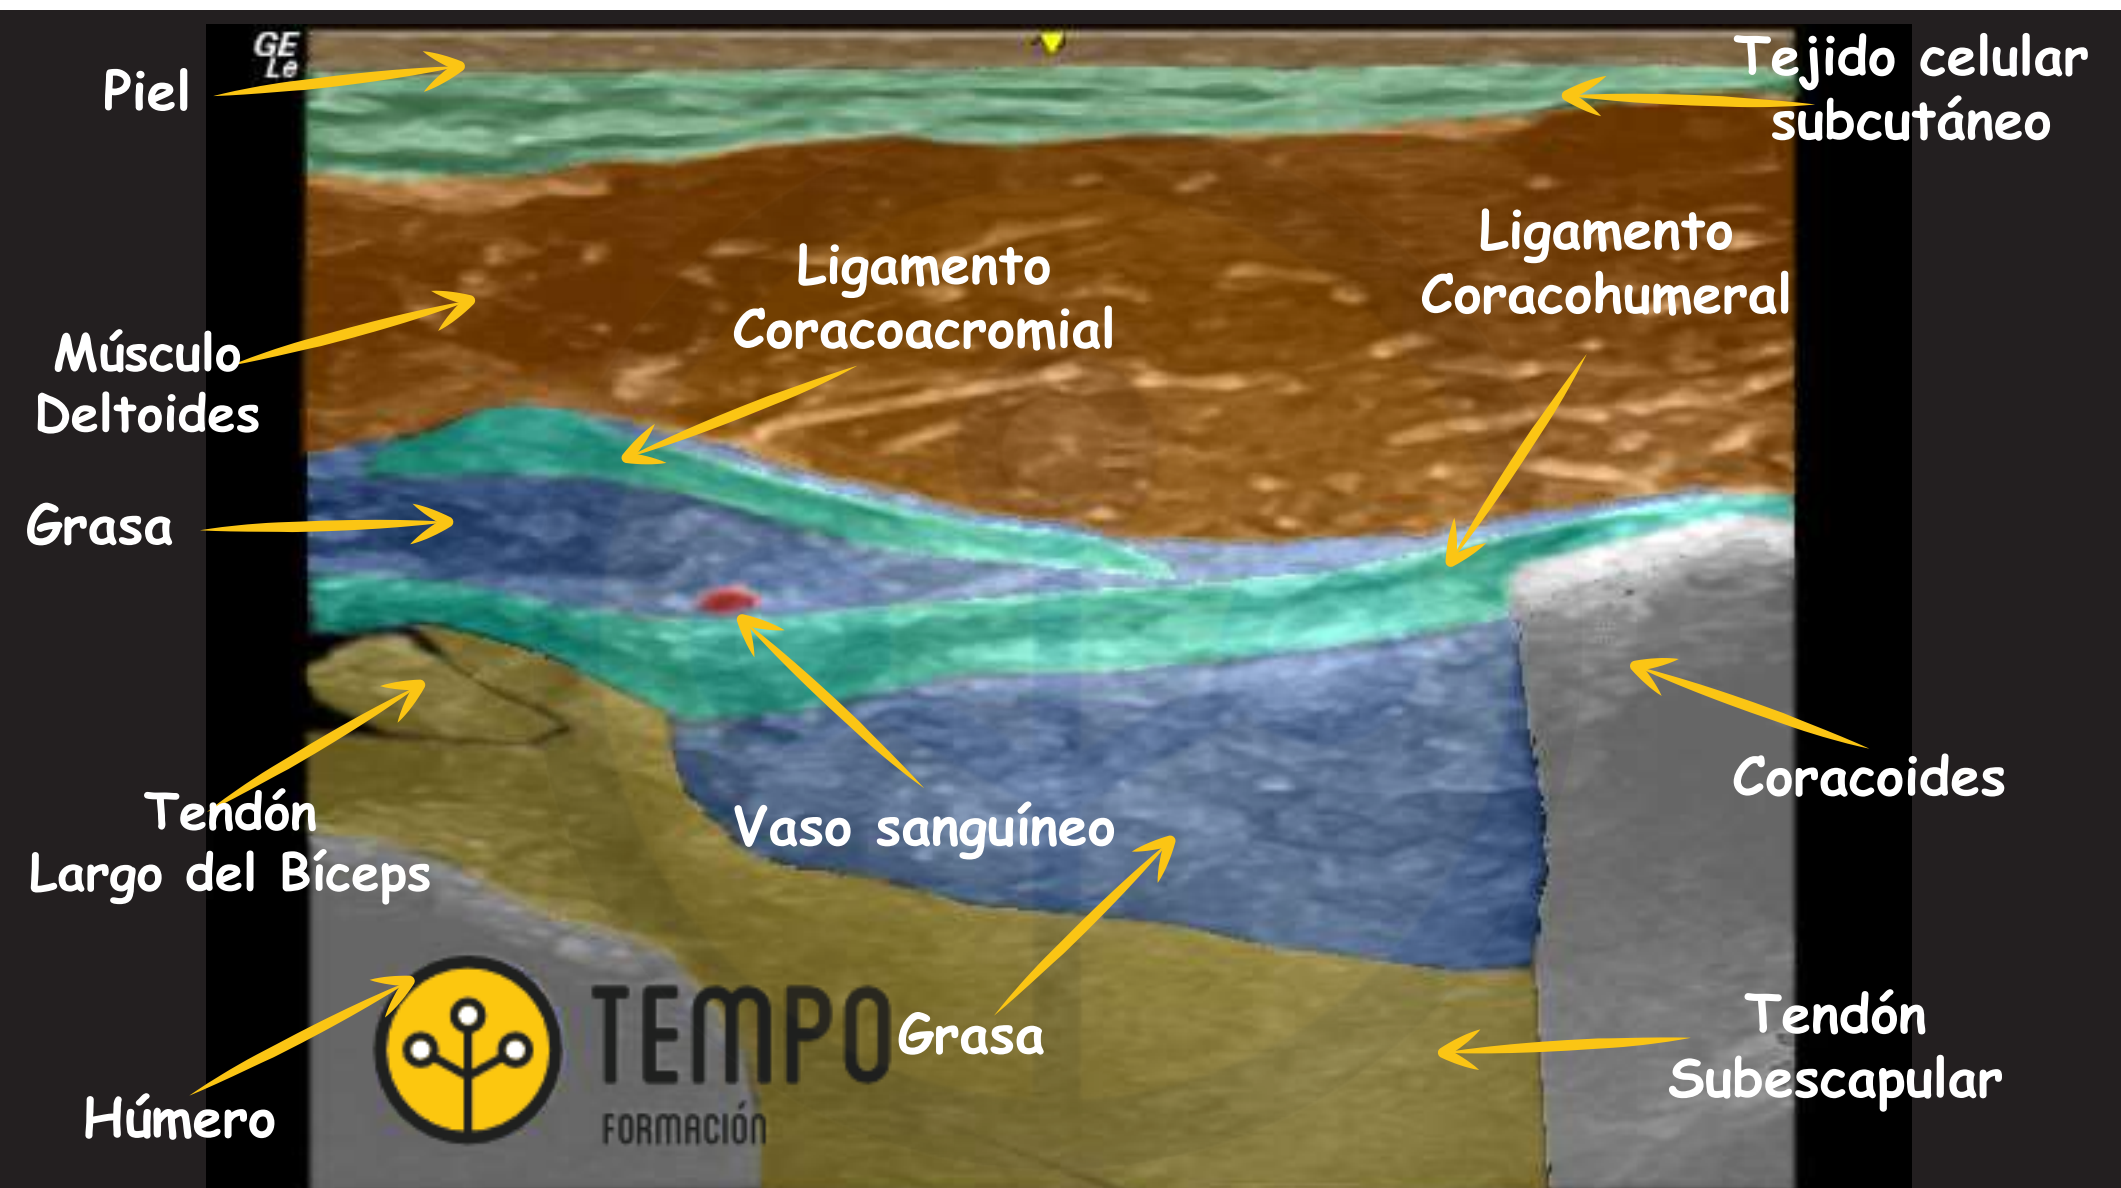 GE
Le
Piel
Tejido celular
subcutáneo
Ligamento
Coracoacromial
Ligamento
Coracohumeral
Músculo
Deltoides
Grasa
Tendón
Largo del Bíceps
Vaso sanguíneo
Coracoides
Grasa
Tendón
Subescapular
Húmero
TEMPO
FORMACIÓN